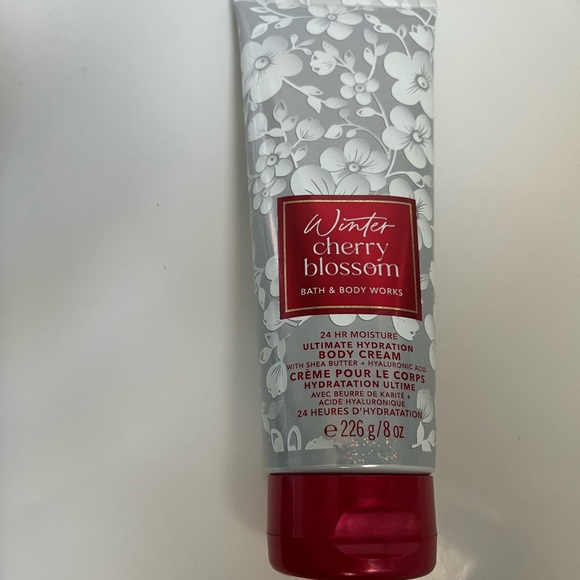 Winter
cherry
blossom
BATH & BODY WORKS
24 HR MOISTURE
ULTIMATE HYDRATION
BODY CREAM
WITH SHEA BUTTER + HYALURONIC ACID
CRÈME POUR LE CORPS
HYDRATATION ULTIME
AVEC BEURRE DE KARITÉ +
ACIDE HYALURONIQUE
24 HEURES D'HYDRATATION
e 226 g/8 oz